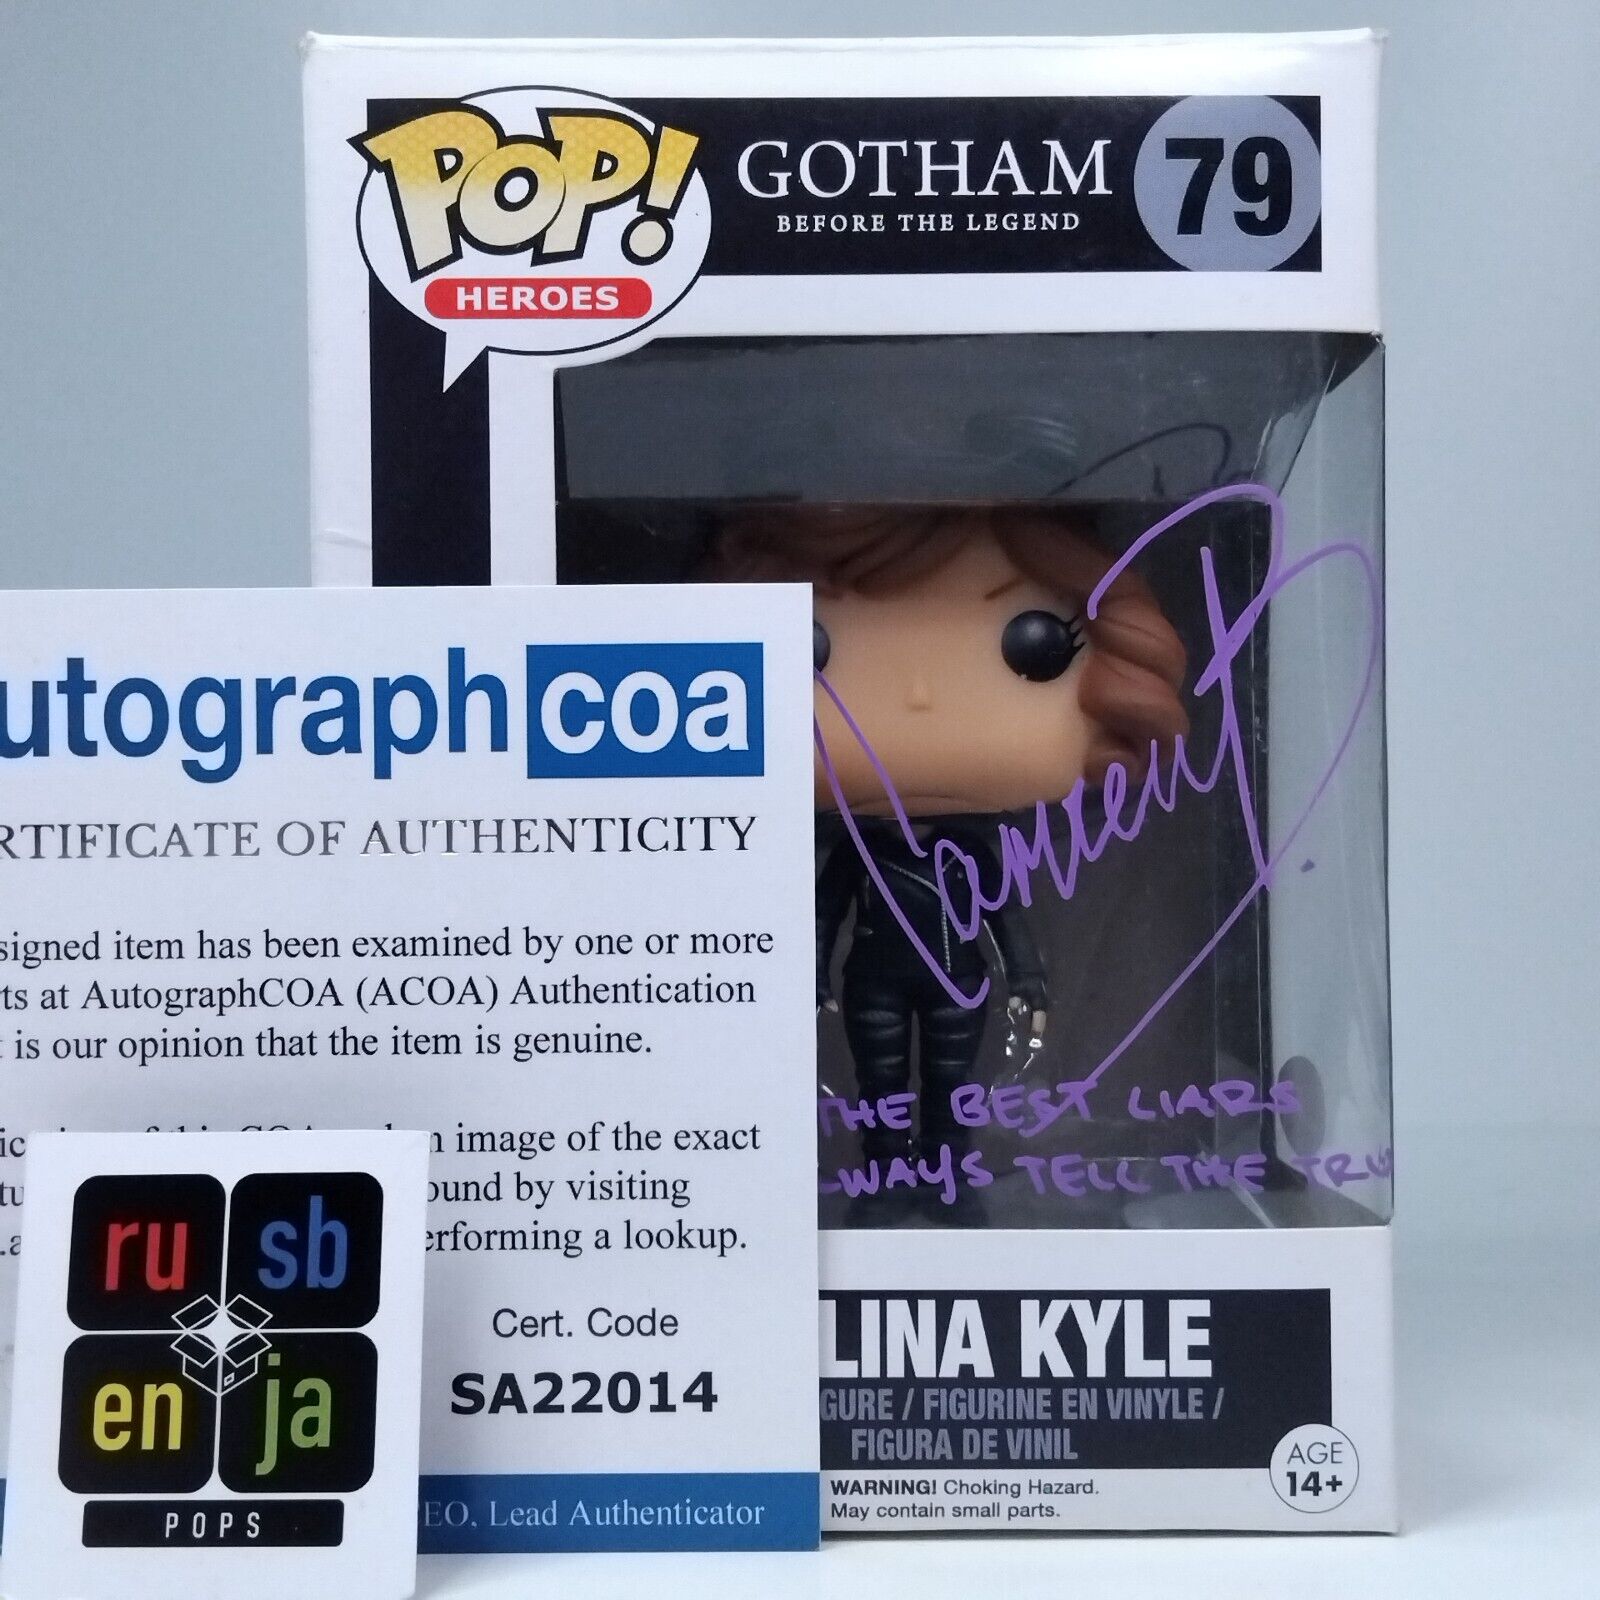 POP!
HEROES
GOTHAM
BEFORE THE LEGEND
79
utograph coa
RTIFICATE OF AUTHENTICITY
signed item has been examined by one or more
ts at AutographCOA (ACOA) Authentication
is our opinion that the item is genuine.
n image of the exact
ound by visiting
erforming a lookup.
Cert. Code
SA22014
EO, Lead Authenticator
ru sb
en ja
POPS
Camren B.
THE BEST LIARS
LWAYS TELL THE TRU
LINA KYLE
GURE / FIGURINE EN VINYLE /
FIGURA DE VINIL
WARNING! Choking Hazard.
May contain small parts.
AGE
14+